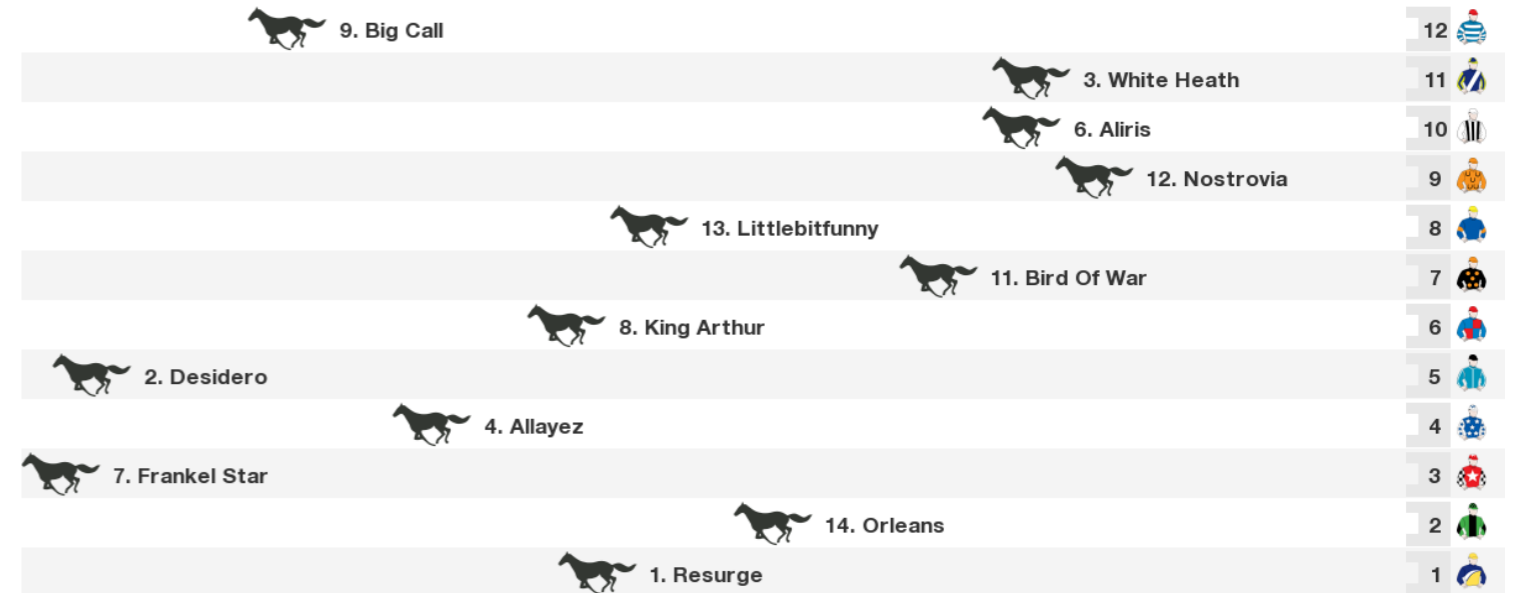 9. Big Call 12
3. White Heath 11
6. Aliris 10
12. Nostrovia 9
13. Littlebitfunny 8
11. Bird Of War 7
8. King Arthur 6
2. Desidero 5
4. Allayez 4
7. Frankel Star 3
14. Orleans 2
1. Resurge 1